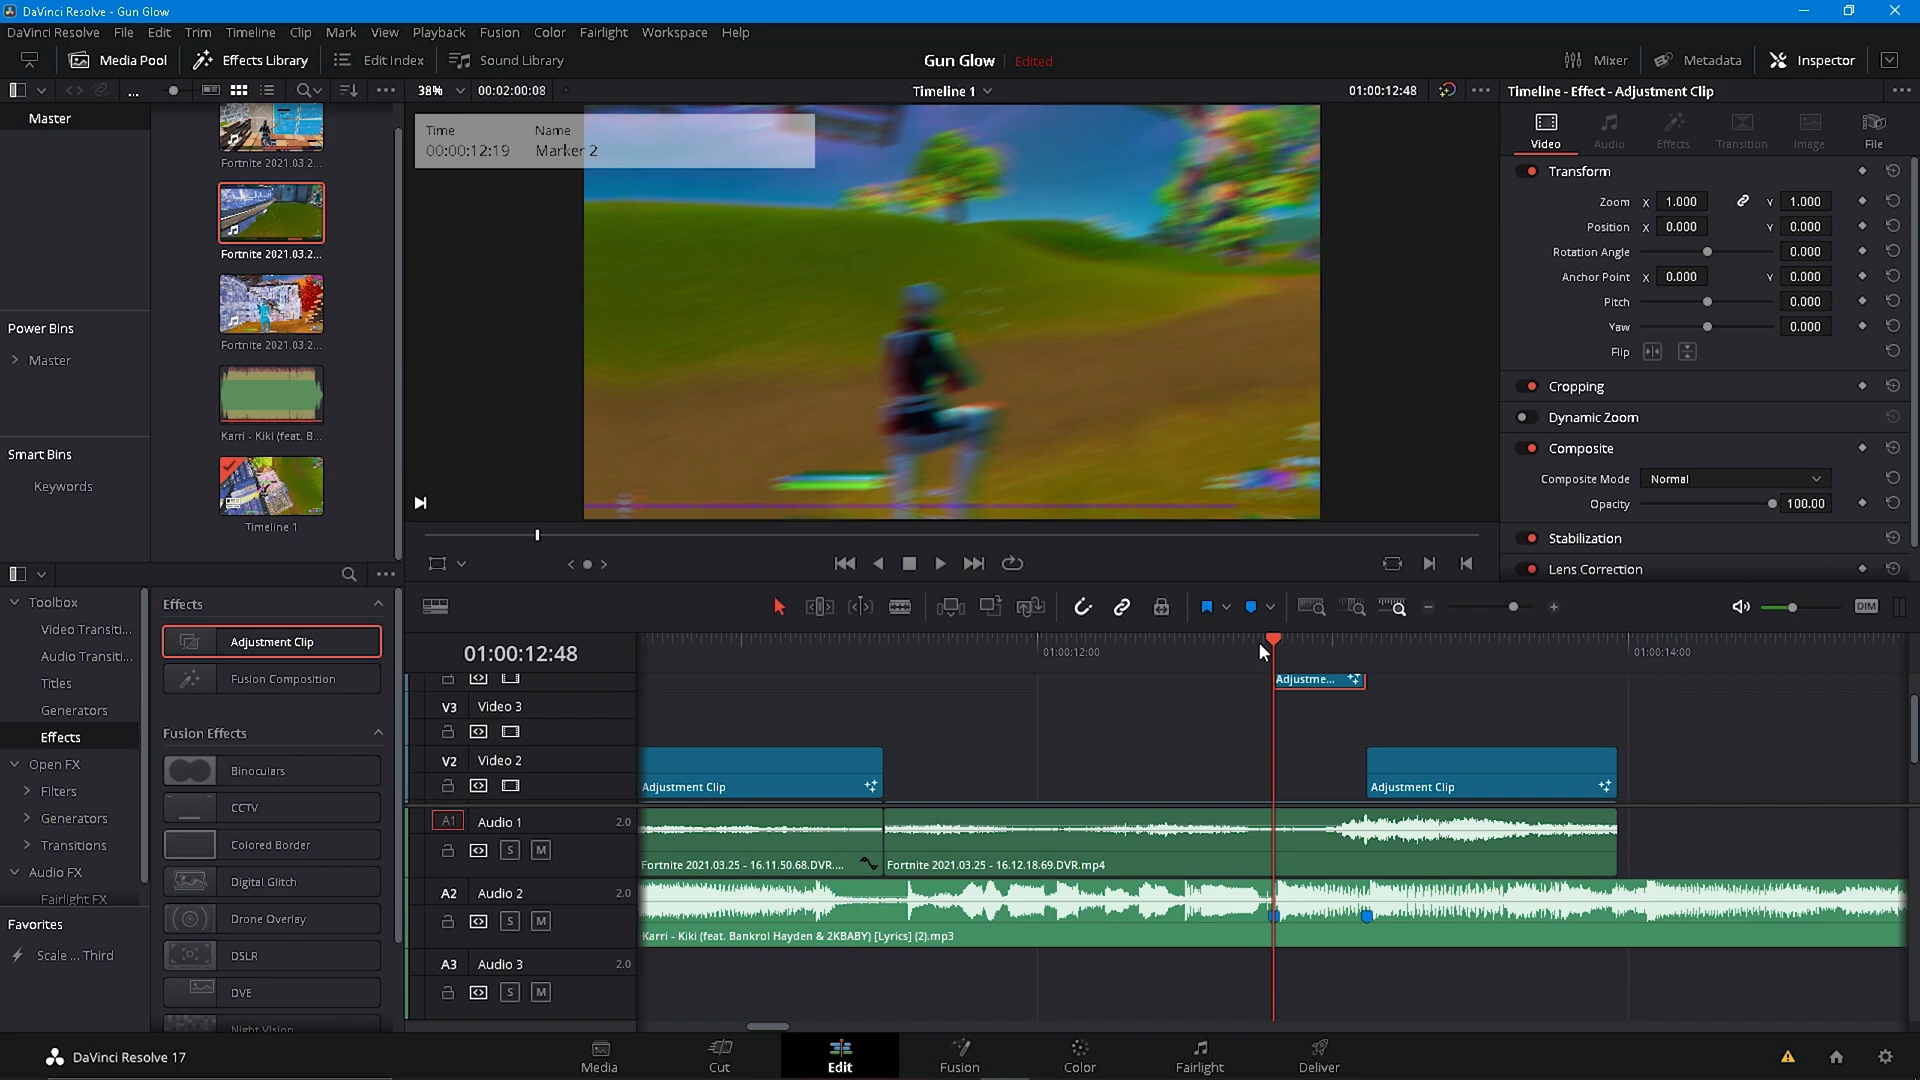 DaVinci Resolve - Gun Glow
DaVinci Resolve File Edit Trim Timeline Clip Mark View Playback Fusion Color Fairlight Workspace Help
Media Pool Effects Library Edit Index Sound Library Gun Glow Edited Mixer Metadata Inspector
... 38% 00:02:00:08 Timeline 1 01:00:12:48 Timeline - Effect - Adjustment Clip
Master
Fortnite 2021.03.2...
Fortnite 2021.03.2...
Fortnite 2021.03.2...
Karri - Kiki (feat. B...
Timeline 1
Power Bins
Master
Smart Bins
Keywords
Time Name
00:00:12:19 Marker 2
Video Audio Effects Transition Image File
Transform
Zoom X 1.000 Y 1.000
Position X 0.000 Y 0.000
Rotation Angle 0.000
Anchor Point X 0.000 Y 0.000
Pitch 0.000
Yaw 0.000
Flip
Cropping
Dynamic Zoom
Composite
Composite Mode Normal
Opacity 100.00
Stabilization
Lens Correction
Toolbox
Video Transiti...
Audio Transiti...
Titles
Generators
Effects
Open FX
Filters
Generators
Transitions
Audio FX
Fairlight FX
Favorites
Scale ... Third
Effects
Adjustment Clip
Fusion Composition
Fusion Effects
Binoculars
CCTV
Colored Border
Digital Glitch
Drone Overlay
DSLR
DVE
Night Vision
DIM
01:00:12:48 01:00:12:00 01:00:14:00
Adjustme...
V3 Video 3
V2 Video 2
Adjustment Clip Adjustment Clip
A1 Audio 1 2.0
S M
Fortnite 2021.03.25 - 16.11.50.68.DVR.... Fortnite 2021.03.25 - 16.12.18.69.DVR.mp4
A2 Audio 2 2.0
S M
Karri - Kiki (feat. Bankrol Hayden & 2KBABY) [Lyrics] (2).mp3
A3 Audio 3 2.0
S M
DaVinci Resolve 17
Media Cut Edit Fusion Color Fairlight Deliver